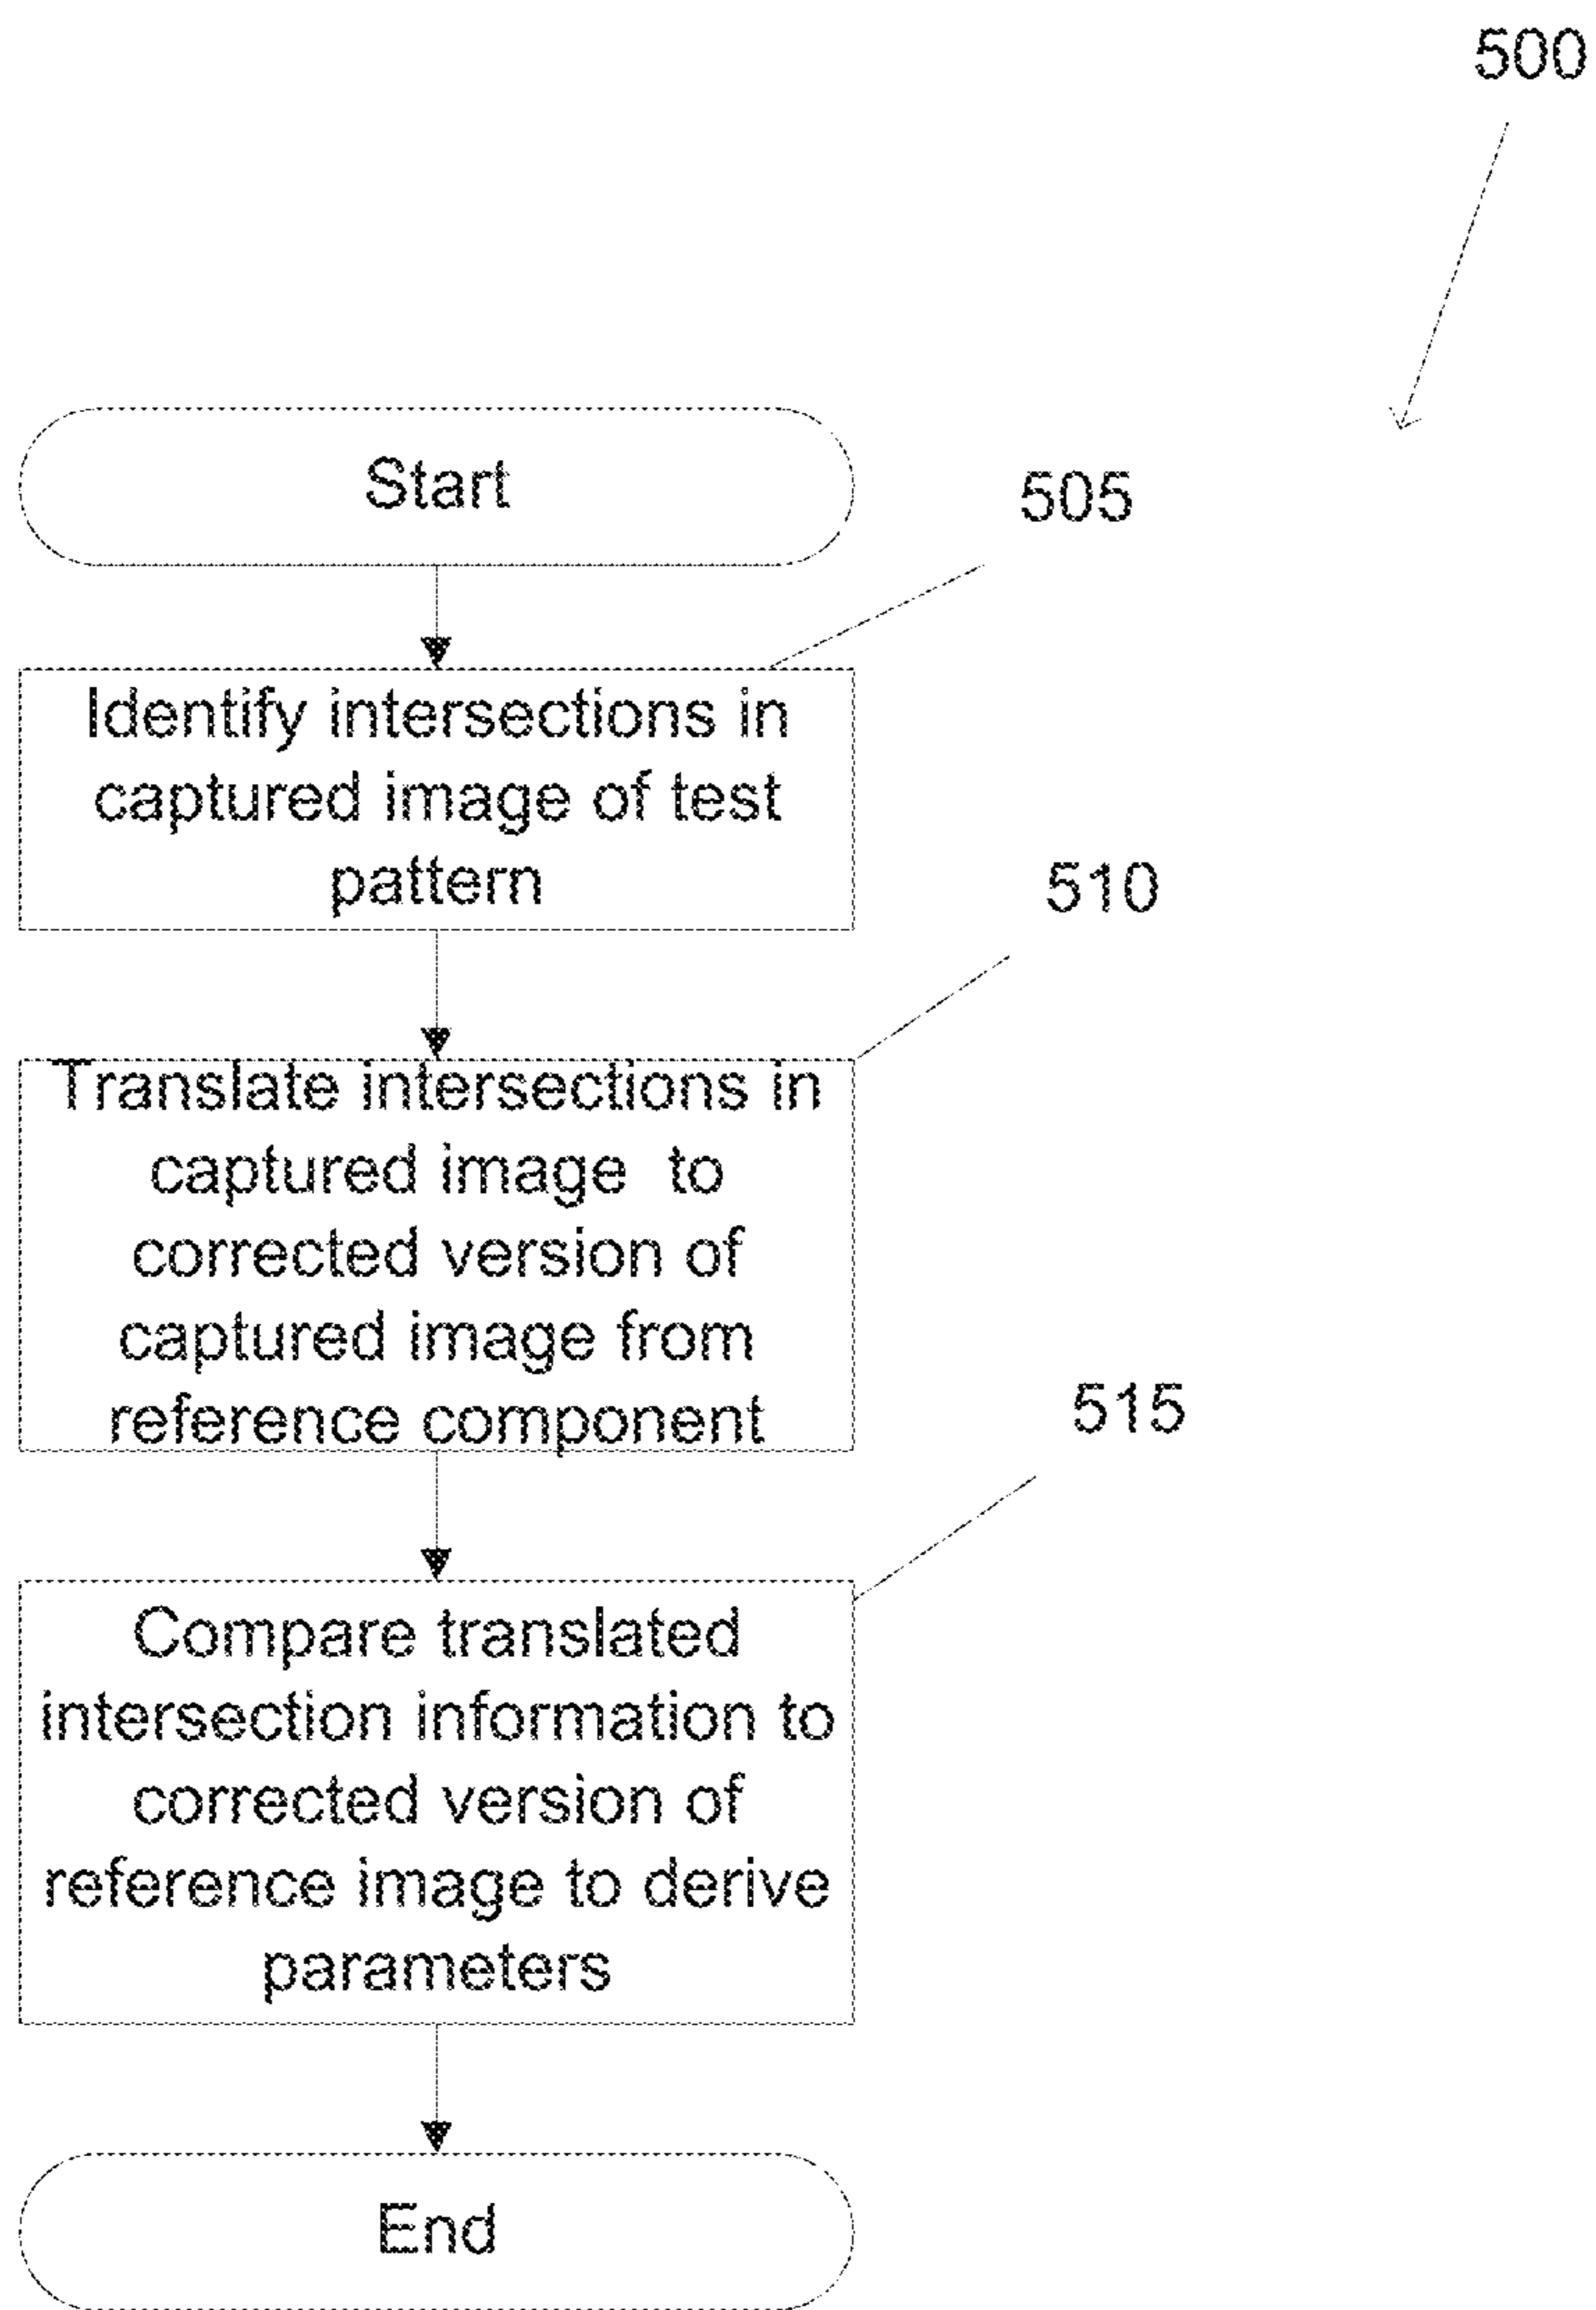 500
Start
505
Identify intersections in
captured image of test
pattern
510
Translate intersections in
captured image to
corrected version of
captured image from
reference component
515
Compare translated
intersection information to
corrected version of
reference image to derive
parameters
End